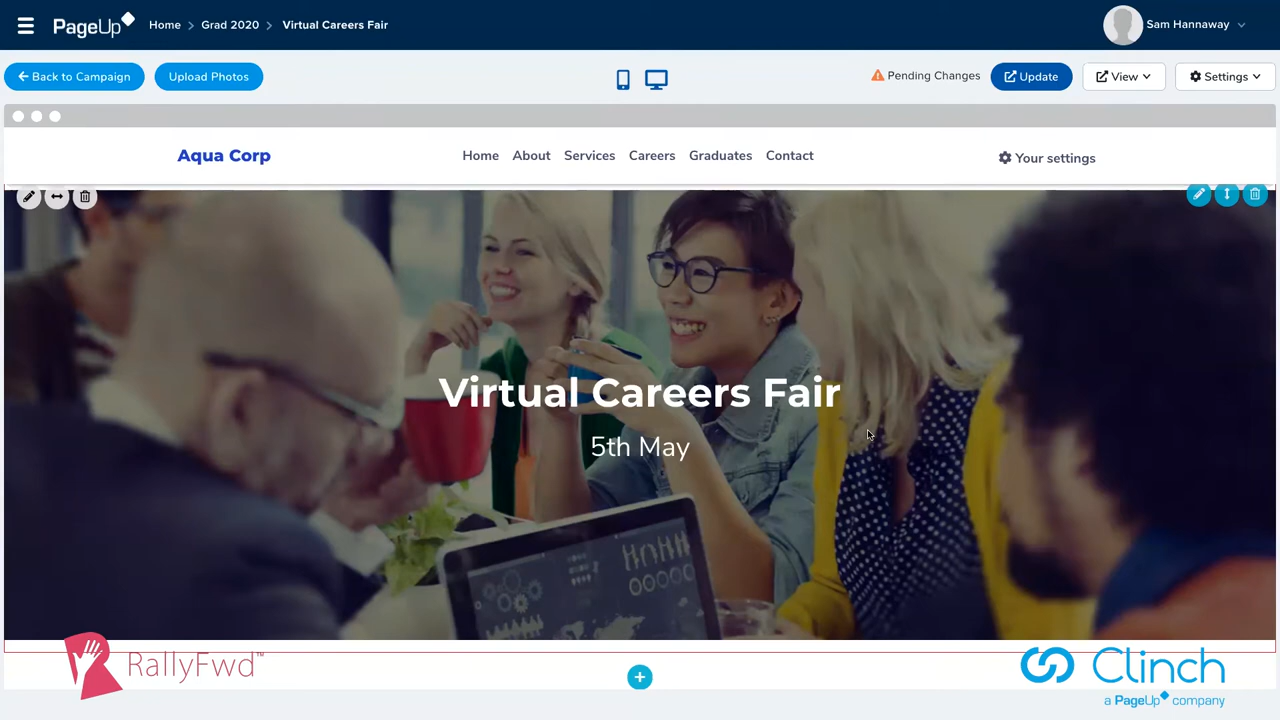 PageUp Home Grad 2020 Virtual Careers Fair Sam Hannaway
Back to Campaign Upload Photos Pending Changes Update View Settings
Aqua Corp Home About Services Careers Graduates Contact Your settings
Virtual Careers Fair
5th May
RallyFwd™
Clinch
a PageUp company